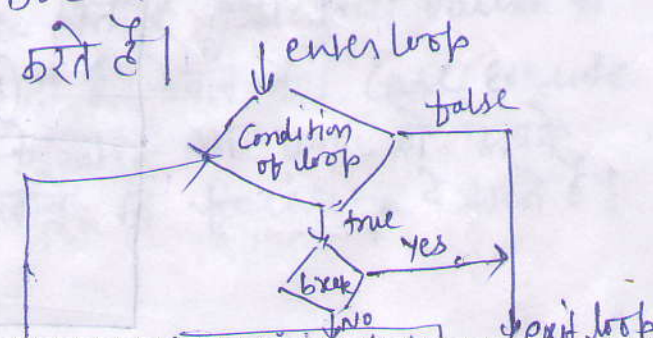 करते हैं|
enter loop
false
Condition
of loop
true
Yes
break
NO
exit loop